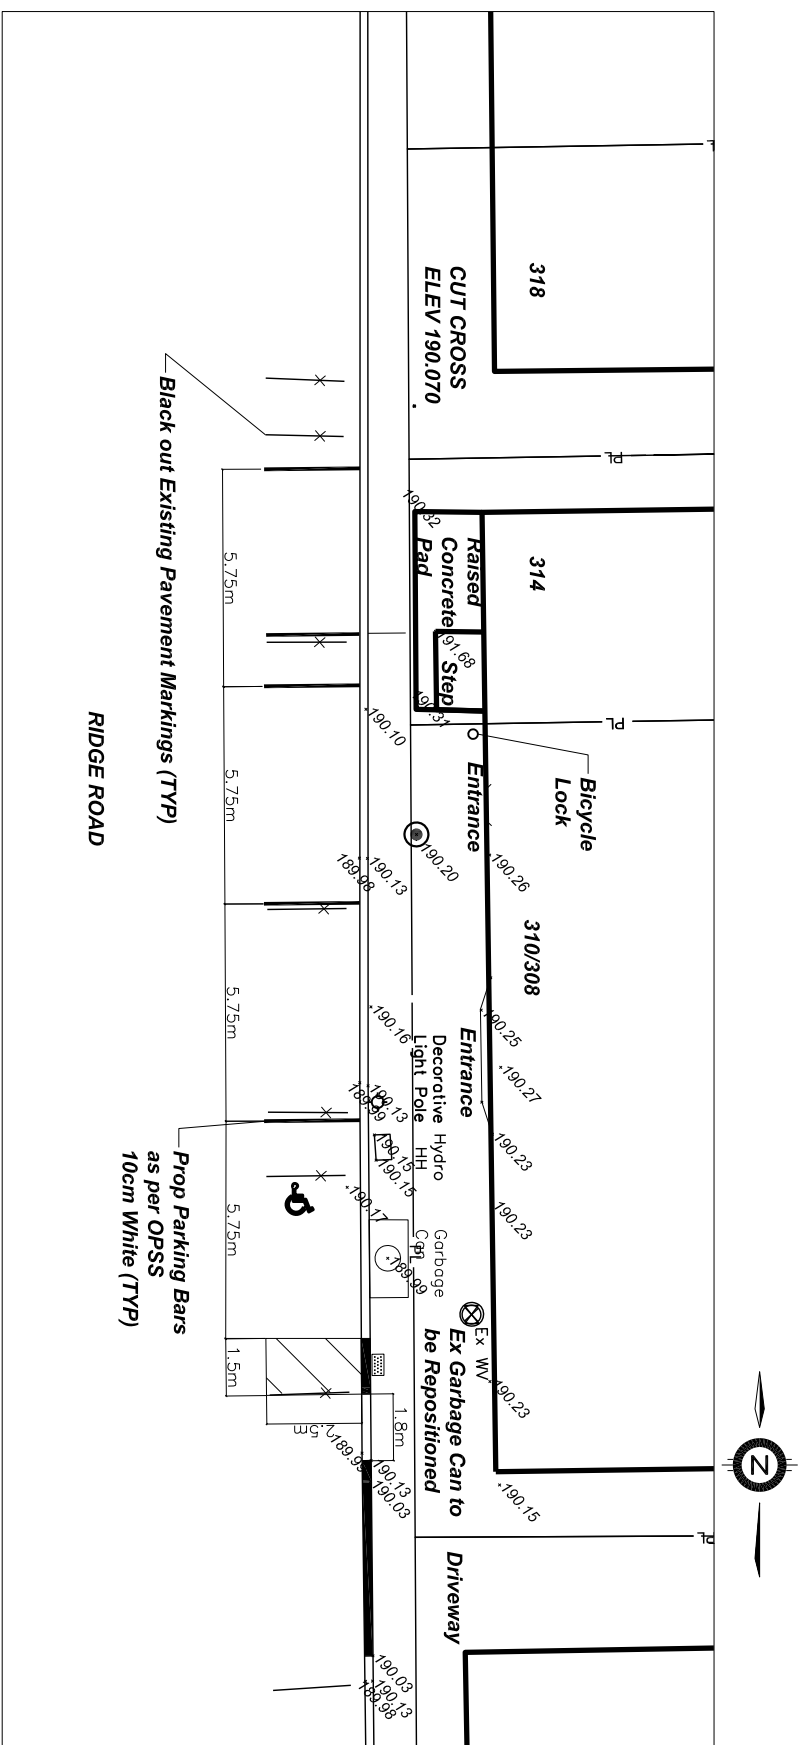 318
CUT CROSS
ELEV 190.070
PL
PL
190.32
314
Raised
Concrete
Pad
191.68
Step
190.31
PL
Bicycle
Lock
Entrance
190.10
190.20
190.26
190.13
189.98
310/308
190.25
190.27
Entrance
190.16
Decorative Hydro
Light Pole HH
190.13
189.99
190.23
190.15
190.15
190.17
190.23
Garbage
Can
PL
189.99
Ex WV
190.23
Ex Garbage Can to
be Repositioned
190.15
PL
Driveway
Black out Existing Pavement Markings (TYP)
5.75m
5.75m
5.75m
5.75m
1.5m
2.5m
1.8m
189.99
190.13
190.03
190.03
190.13
189.98
RIDGE ROAD
Prop Parking Bars
as per OPSS
10cm White (TYP)
N